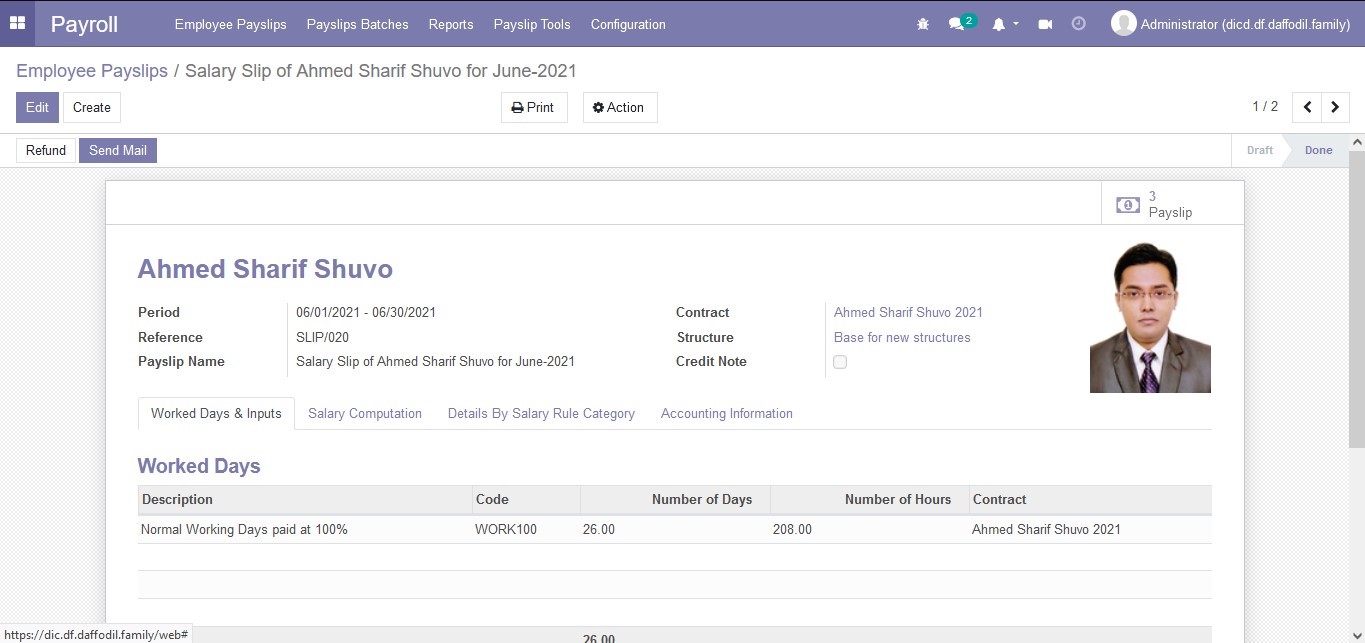 Payroll Employee Payslips Payslips Batches Reports Payslip Tools Configuration 2 Administrator (dicd.df.daffodil.family)
Employee Payslips / Salary Slip of Ahmed Sharif Shuvo for June-2021
Edit Create Print Action 1 / 2
Refund Send Mail Draft Done
3
Payslip
Ahmed Sharif Shuvo
Period 06/01/2021 - 06/30/2021 Contract Ahmed Sharif Shuvo 2021
Reference SLIP/020 Structure Base for new structures
Payslip Name Salary Slip of Ahmed Sharif Shuvo for June-2021 Credit Note
Worked Days & Inputs Salary Computation Details By Salary Rule Category Accounting Information
Worked Days
Description Code Number of Days Number of Hours Contract
Normal Working Days paid at 100% WORK100 26.00 208.00 Ahmed Sharif Shuvo 2021
26.00
https://dic.df.daffodil.family/web#